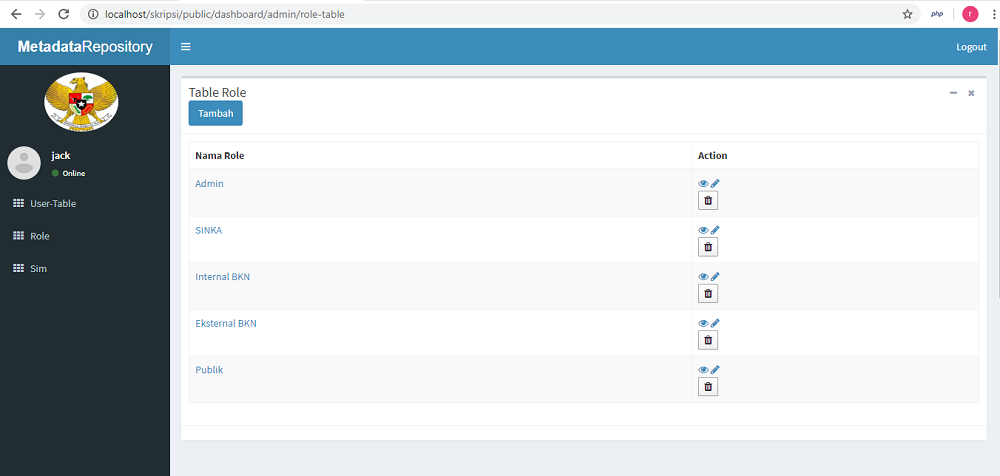 localhost/skripsi/public/dashboard/admin/role-table
php
r
MetadataRepository
Logout
jack
Online
User-Table
Role
Sim
Table Role
Tambah
Nama Role Action
Admin
SINKA
Internal BKN
Eksternal BKN
Publik